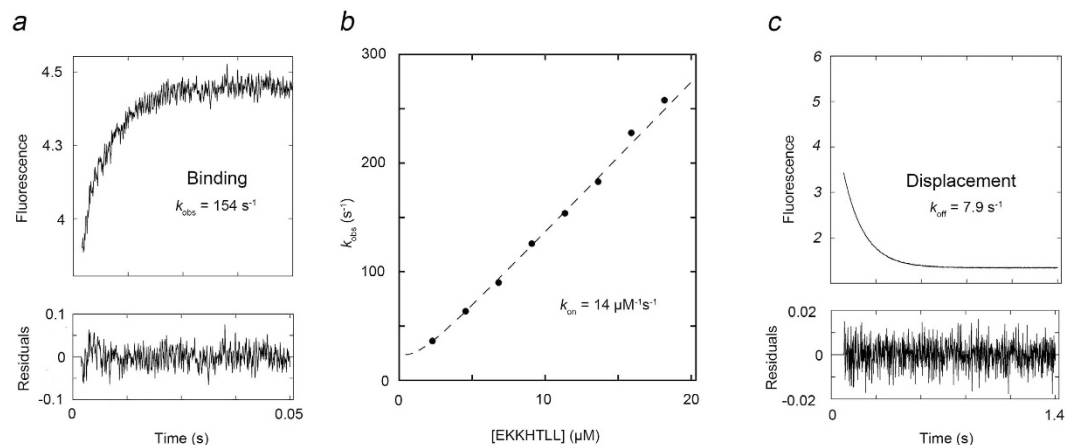 a
4.5
4.3
4
Fluorescence
Binding
kobs = 154 s-1
0.1
0
-0.1
Residuals
0
0.05
Time (s)
b
300
200
100
0
kobs (s-1)
kon = 14 µM-1s-1
0
10
20
[EKKHTLL] (µM)
c
6
5
4
3
2
Fluorescence
Displacement
koff = 7.9 s-1
0.02
0
-0.02
Residuals
0
1.4
Time (s)